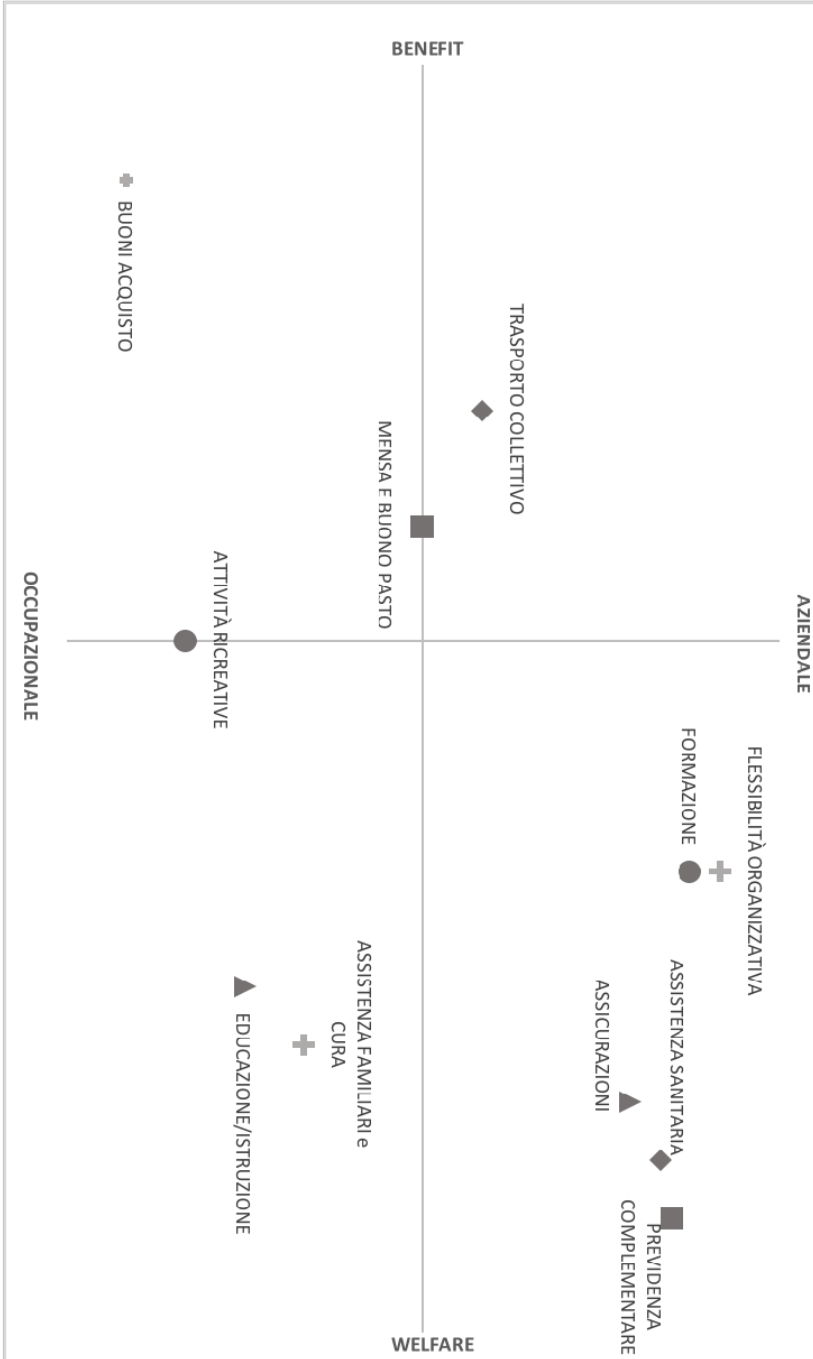 BENEFIT
BUONI ACQUISTO
TRASPORTO COLLETTIVO
MENSA E BUONO PASTO
ATTIVITÀ RICREATIVE
OCCUPAZIONALE
AZIENDALE
FLESSIBILITÀ ORGANIZZATIVA
FORMAZIONE
ASSISTENZA SANITARIA
ASSICURAZIONI
ASSISTENZA FAMILIARI e
CURA
EDUCAZIONE/ISTRUZIONE
PREVIDENZA
COMPLEMENTARE
WELFARE